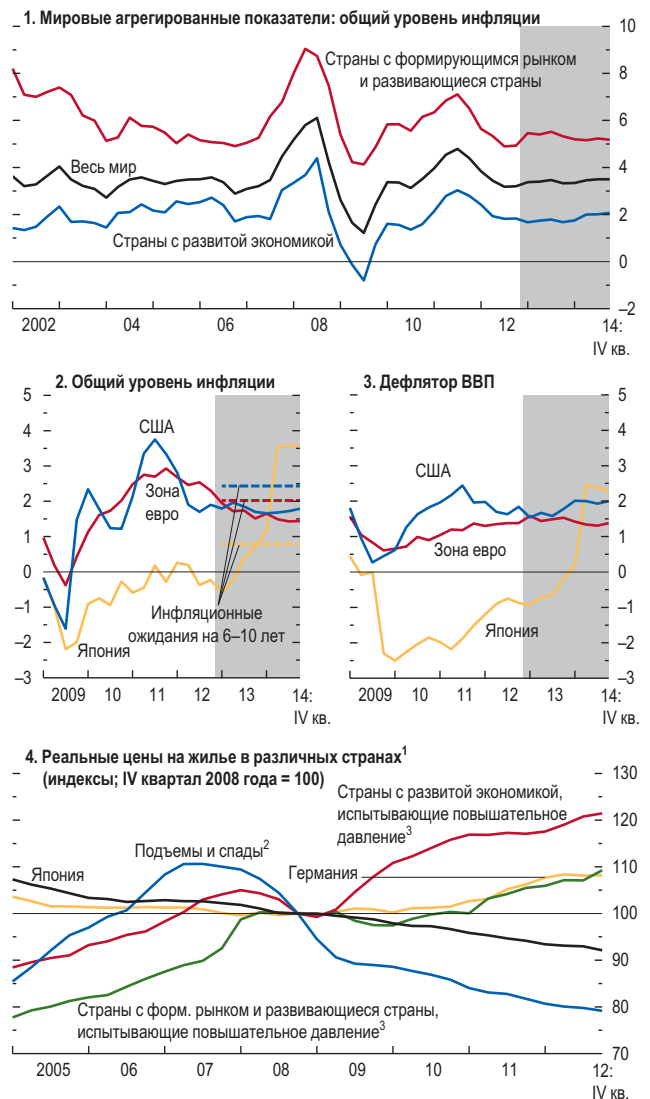 1. Мировые агрегированные показатели: общий уровень инфляции
10
Страны с формирующимся рынком
и развивающиеся страны
8
6
Весь мир
4
2
Страны с развитой экономикой
0
–2
2002 04 06 08 10 12 14:
IV кв.
2. Общий уровень инфляции
5
4
США
3
Зона
евро
2
1
0
–1
Инфляционные
ожидания на 6–10 лет
–2
Япония
–3
2009 10 11 12 13 14:
IV кв.
3. Дефлятор ВВП
5
4
США
3
2
1
Зона евро
0
–1
Япония
–2
–3
2009 10 11 12 13 14:
IV кв.
4. Реальные цены на жилье в различных странах1
(индексы; IV квартал 2008 года = 100)
130
Страны с развитой экономикой,
испытывающие повышательное
давление3
120
Подъемы и спады2
Япония
Германия
110
100
90
Страны с форм. рынком и развивающиеся страны,
испытывающие повышательное давление3
80
70
2005 06 07 08 09 10 11 12:
IV кв.